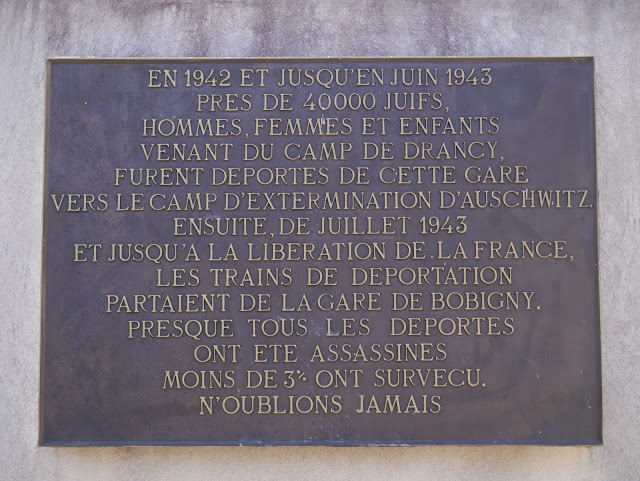 EN 1942 ET JUSQU'EN JUIN 1943
PRES DE 40000 JUIFS,
HOMMES, FEMMES ET ENFANTS
VENANT DU CAMP DE DRANCY,
FURENT DEPORTES DE CETTE GARE
VERS LE CAMP D'EXTERMINATION D'AUSCHWITZ.
ENSUITE, DE JUILLET 1943
ET JUSQU'A LA LIBERATION DE LA FRANCE,
LES TRAINS DE DEPORTATION
PARTAIENT DE LA GARE DE BOBIGNY.
PRESQUE TOUS LES DEPORTES
ONT ETE ASSASSINES
MOINS DE 3% ONT SURVECU.
N'OUBLIONS JAMAIS